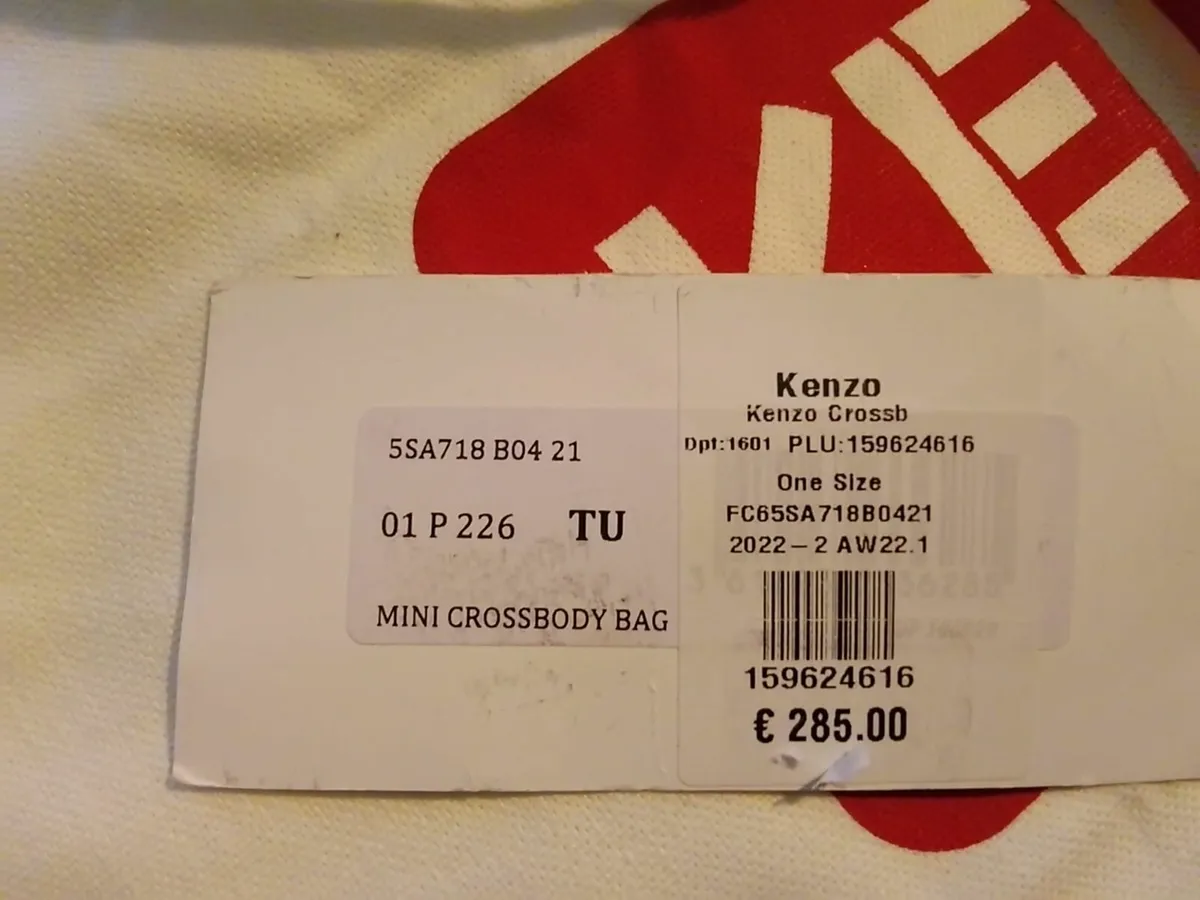 5SA718 B04 21
01 P 226 TU
MINI CROSSBODY BAG
Kenzo
Kenzo Crossb
Dpt:1601 PLU:159624616
One Size
FC65SA718B0421
2022-2 AW22.1
159624616
€ 285.00